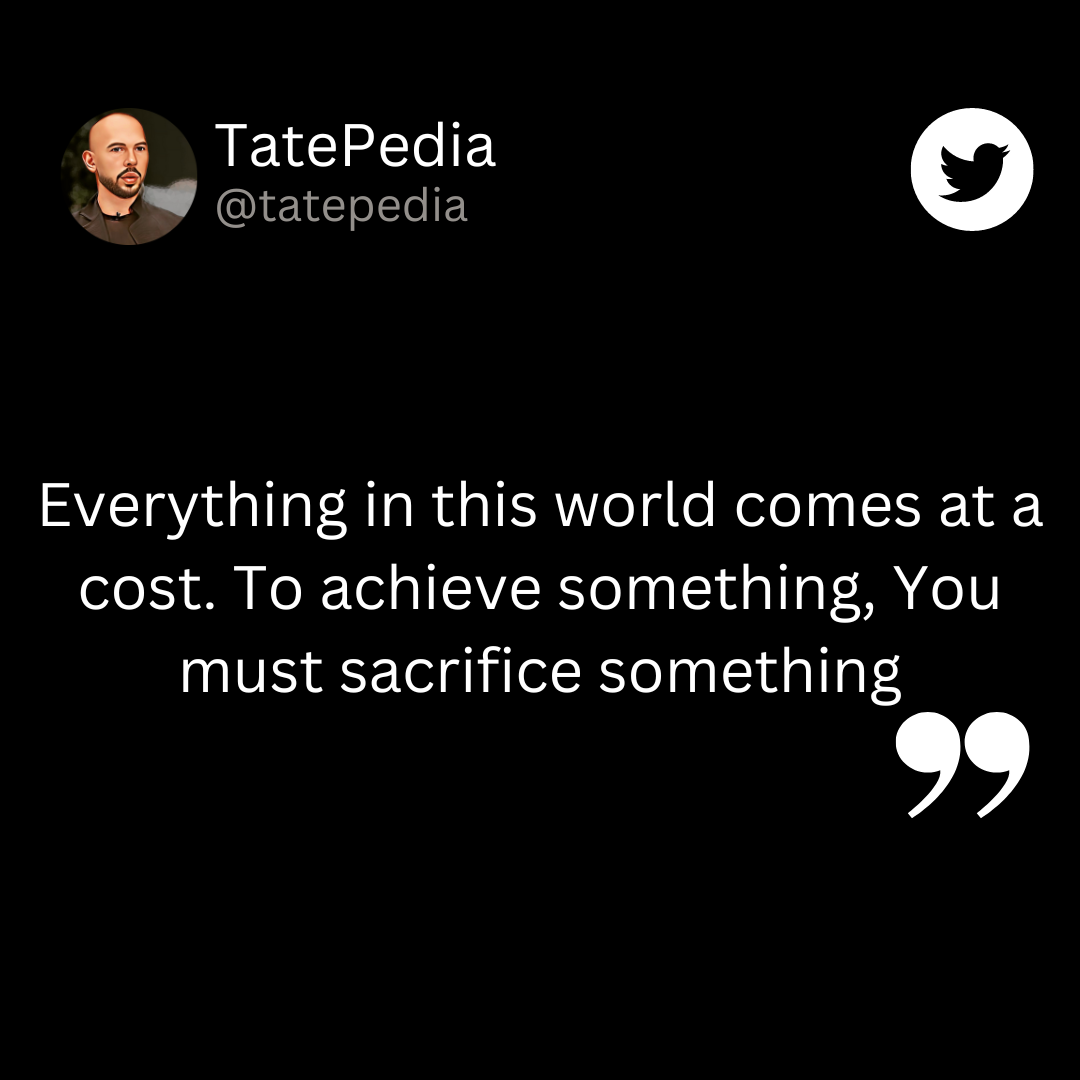 TatePedia
@tatepedia
Everything in this world comes at a
cost. To achieve something, You
must sacrifice something
”